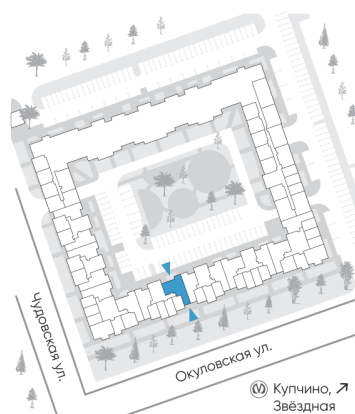 Чудовская ул.
Окуловская ул.
Купчино, ↗
Звёздная